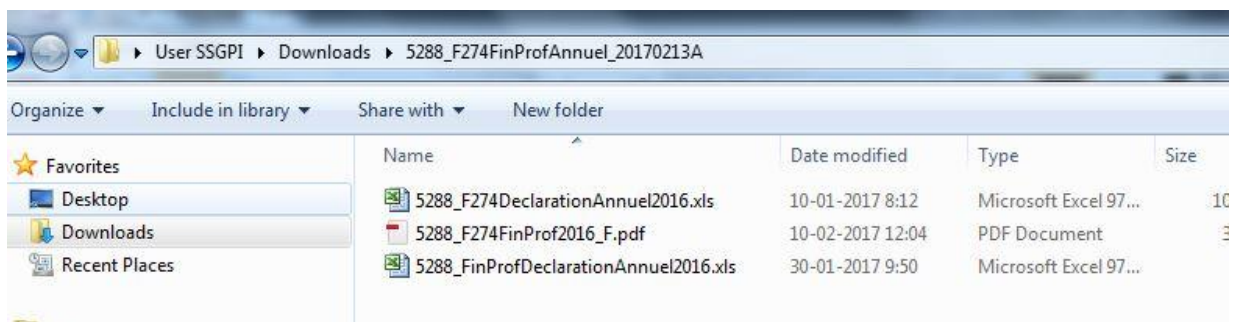 User SSGPI Downloads 5288_F274FinProfAnnuel_20170213A
Organize Include in library Share with New folder
Favorites
Desktop
Downloads
Recent Places
Name Date modified Type Size
5288_F274DeclarationAnnuel2016.xls 10-01-2017 8:12 Microsoft Excel 97... 10
5288_F274FinProf2016_F.pdf 10-02-2017 12:04 PDF Document 3
5288_FinProfDeclarationAnnuel2016.xls 30-01-2017 9:50 Microsoft Excel 97...